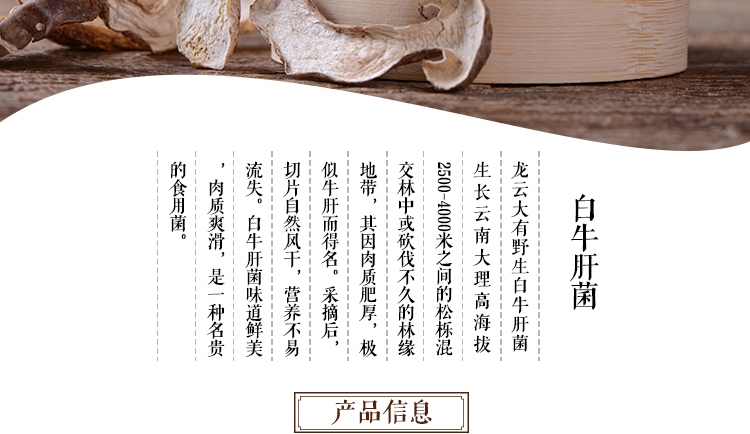 白牛肝菌
龙云大有野生白牛肝菌
生长云南大理高海拔
2500-4000米之间的松栎混
交林中或砍伐不久的林缘
地带，其因肉质肥厚，极
似牛肝而得名。采摘后，
切片自然风干，营养不易
流失。白牛肝菌味道鲜美
，肉质爽滑，是一种名贵
的食用菌。
产品信息